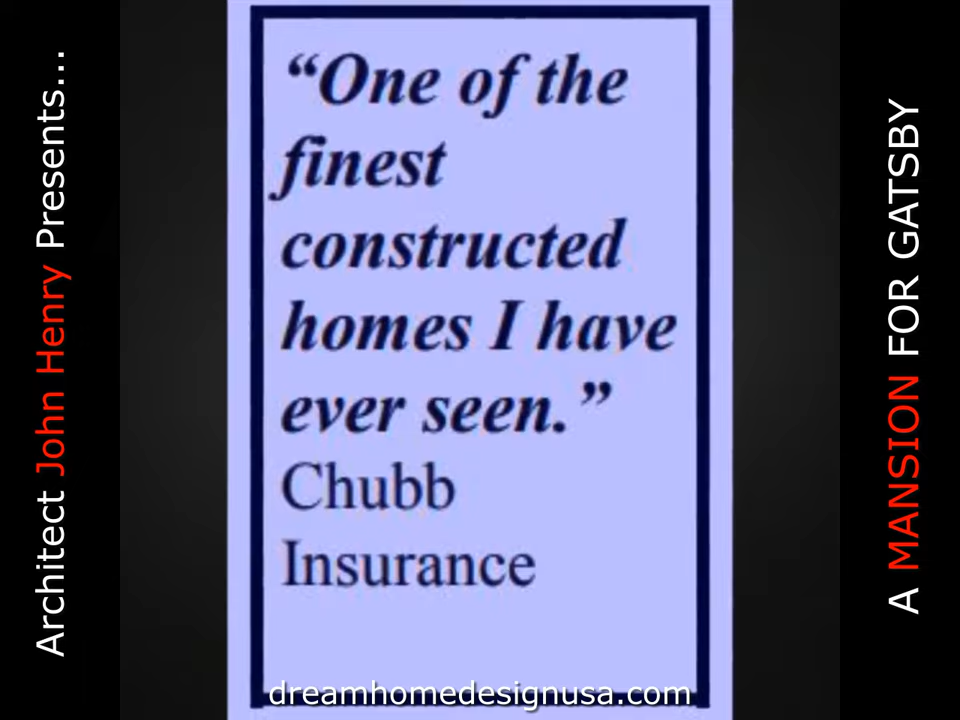 Architect John Henry Presents...
“One of the
finest
constructed
homes I have
ever seen.”
Chubb
Insurance
dreamhomedesignusa.com
A MANSION FOR GATSBY